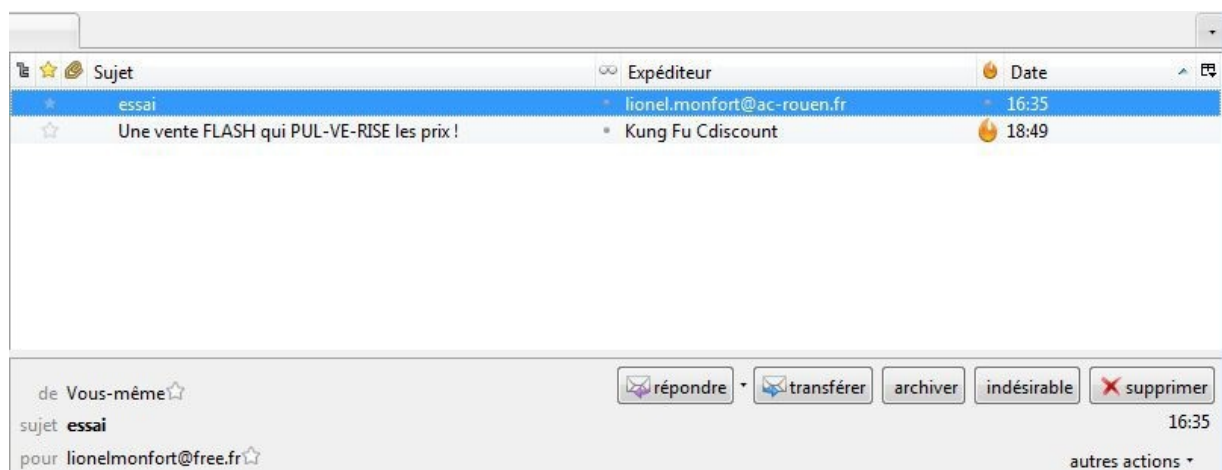 Sujet Expéditeur Date
essai lionel.monfort@ac-rouen.fr 16:35
Une vente FLASH qui PUL-VE-RISE les prix ! Kung Fu Cdiscount 18:49
de Vous-même répondre transférer archiver indésirable supprimer
sujet essai 16:35
pour lionelmonfort@free.fr autres actions